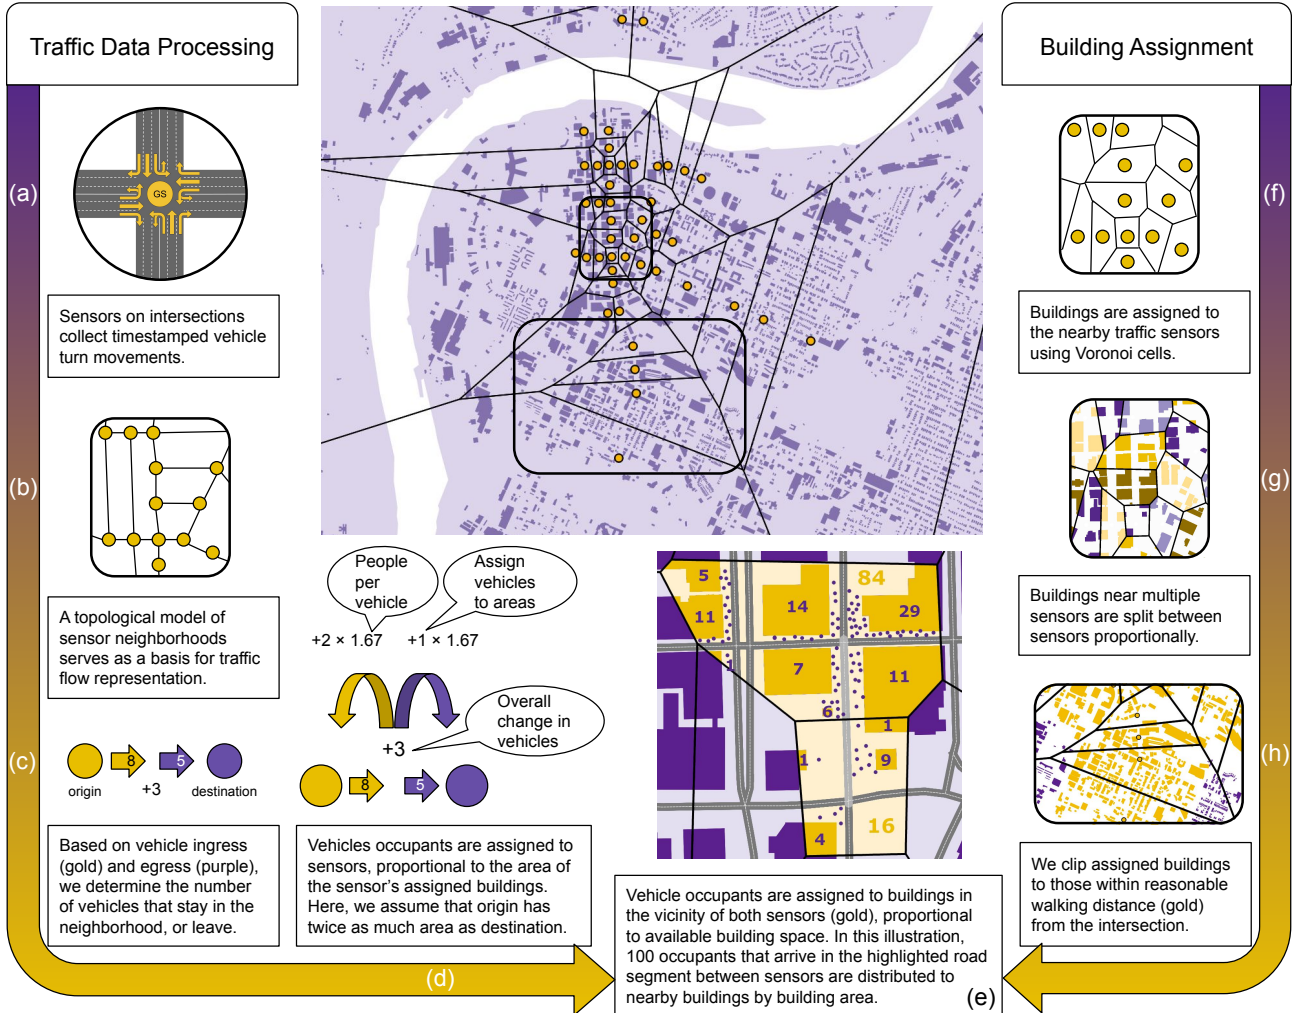 Traffic Data Processing
(a)
GS
Sensors on intersections
collect timestamped vehicle
turn movements.
(b)
A topological model of
sensor neighborhoods
serves as a basis for traffic
flow representation.
(c)
8
5
origin
+3
destination
Based on vehicle ingress
(gold) and egress (purple),
we determine the number
of vehicles that stay in the
neighborhood, or leave.
People
per
vehicle
Assign
vehicles
to areas
+2 × 1.67
+1 × 1.67
Overall
change in
vehicles
+3
8
5
Vehicles occupants are assigned to
sensors, proportional to the area of
the sensor's assigned buildings.
Here, we assume that origin has
twice as much area as destination.
(d)
5
84
11
14
29
1
7
11
6
1
1
9
16
4
Vehicle occupants are assigned to buildings in
the vicinity of both sensors (gold), proportional
to available building space. In this illustration,
100 occupants that arrive in the highlighted road
segment between sensors are distributed to
nearby buildings by building area.
(e)
Building Assignment
(f)
Buildings are assigned to
the nearby traffic sensors
using Voronoi cells.
(g)
Buildings near multiple
sensors are split between
sensors proportionally.
(h)
We clip assigned buildings
to those within reasonable
walking distance (gold)
from the intersection.